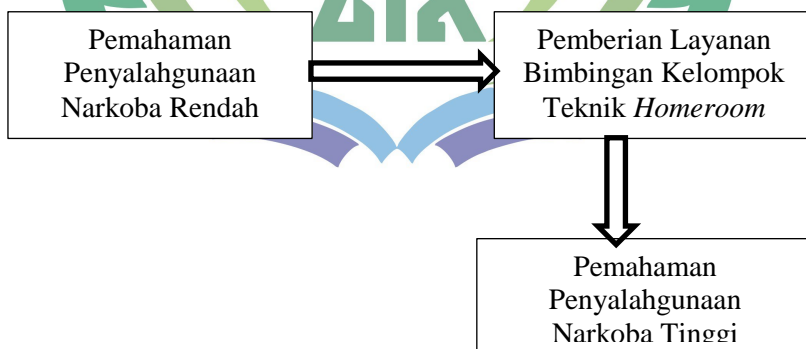 Pemahaman
Penyalahgunaan
Narkoba Rendah
Pemberian Layanan
Bimbingan Kelompok
Teknik Homeroom
Pemahaman
Penyalahgunaan
Narkoba Tinggi